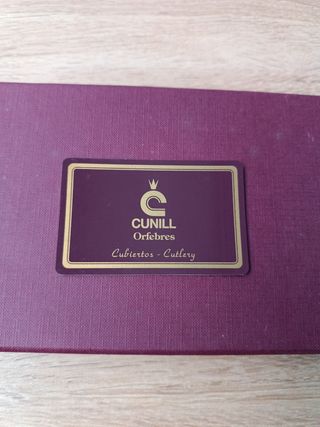 CUNILL
Orfebres
Cubiertos - Cutlery